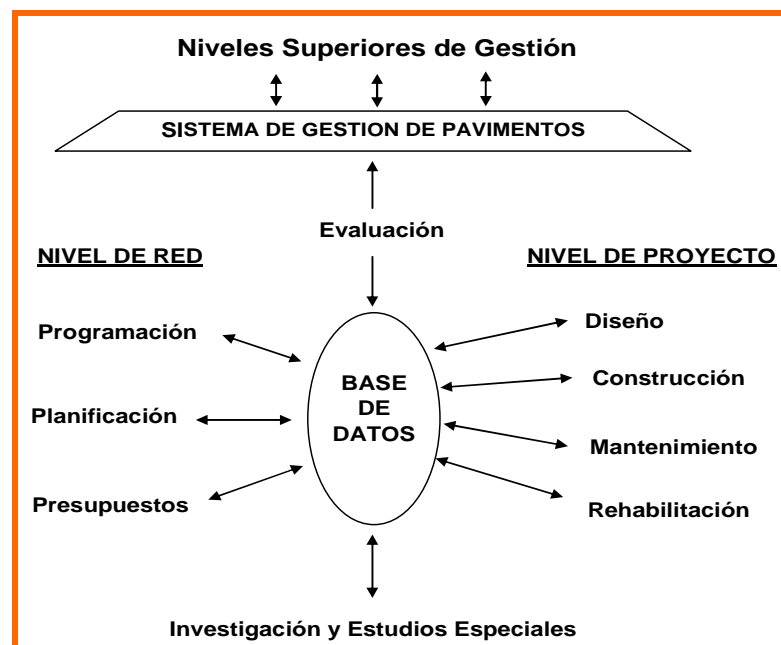 Niveles Superiores de Gestión
SISTEMA DE GESTION DE PAVIMENTOS
Evaluación
NIVEL DE RED
NIVEL DE PROYECTO
Programación
Planificación
Presupuestos
BASE
DE
DATOS
Diseño
Construcción
Mantenimiento
Rehabilitación
Investigación y Estudios Especiales